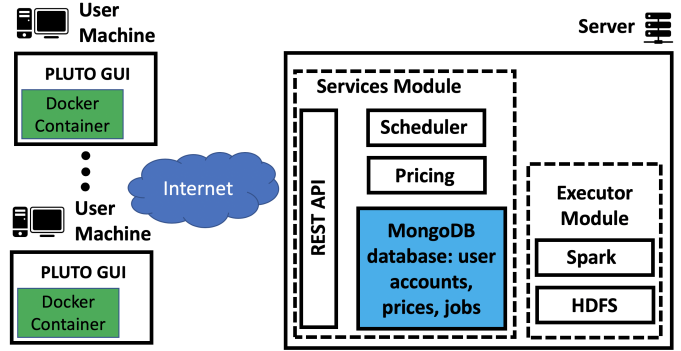 User
Machine
PLUTO GUI
Docker
Container
User
Machine
PLUTO GUI
Docker
Container
Internet
Server
Services Module
REST API
Scheduler
Pricing
MongoDB
database: user
accounts,
prices, jobs
Executor
Module
Spark
HDFS